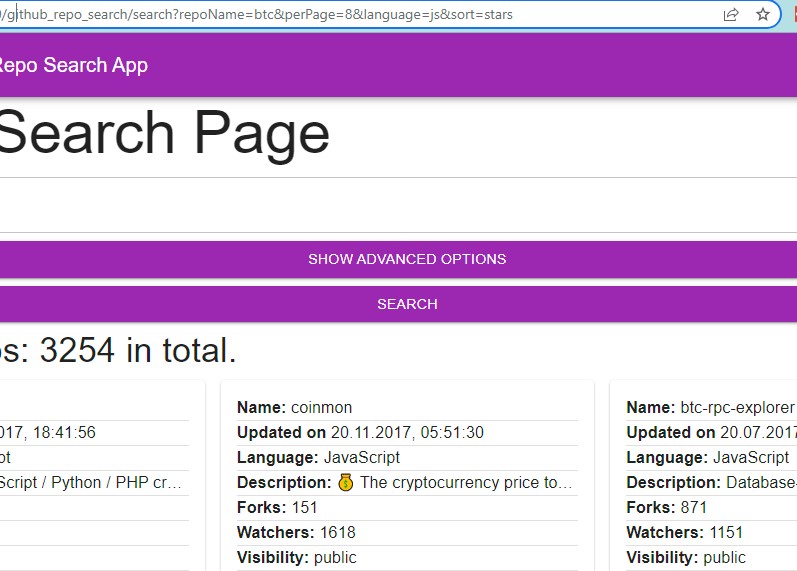 /github_repo_search/search?repoName=btc&perPage=8&language=js&sort=stars
Repo Search App
Search Page
SHOW ADVANCED OPTIONS
SEARCH
os: 3254 in total.
017, 18:41:56
pt
Script / Python / PHP cr…
Name: coinmon
Updated on 20.11.2017, 05:51:30
Language: JavaScript
Description: 💰 The cryptocurrency price to…
Forks: 151
Watchers: 1618
Visibility: public
Name: btc-rpc-explorer
Updated on 20.07.2017
Language: JavaScript
Description: Database-
Forks: 871
Watchers: 1151
Visibility: public